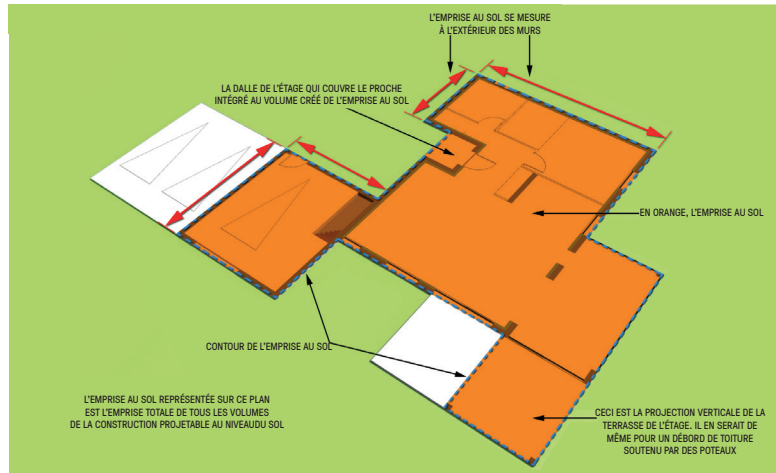 L'EMPRISE AU SOL SE MESURE
À L'EXTÉRIEUR DES MURS
LA DALLE DE L'ÉTAGE QUI COUVRE LE PROCHE
INTÉGRÉ AU VOLUME CRÉÉ DE L'EMPRISE AU SOL
EN ORANGE, L'EMPRISE AU SOL
CONTOUR DE L'EMPRISE AU SOL
L'EMPRISE AU SOL REPRÉSENTÉE SUR CE PLAN
EST L'EMPRISE TOTALE DE TOUS LES VOLUMES
DE LA CONSTRUCTION PROJETABLE AU NIVEAUDU SOL
CECI EST LA PROJECTION VERTICALE DE LA
TERRASSE DE L'ÉTAGE. IL EN SERAIT DE
MÊME POUR UN DÉBORD DE TOITURE
SOUTENU PAR DES POTEAUX